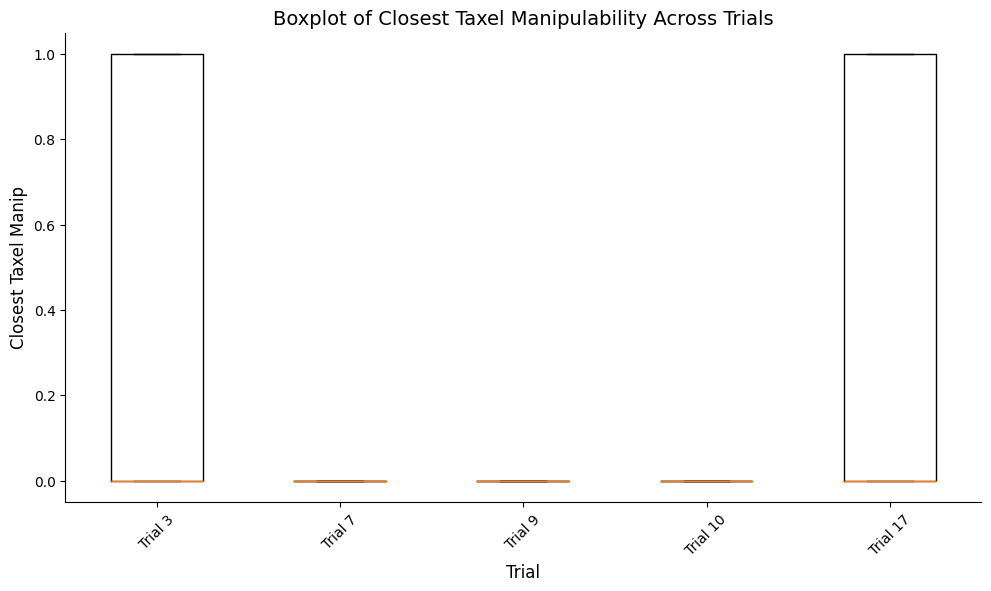 Boxplot of Closest Taxel Manipulability Across Trials
Closest Taxel Manip
1.0
0.8
0.6
0.4
0.2
0.0
Trial 3
Trial 7
Trial 9
Trial 10
Trial 17
Trial